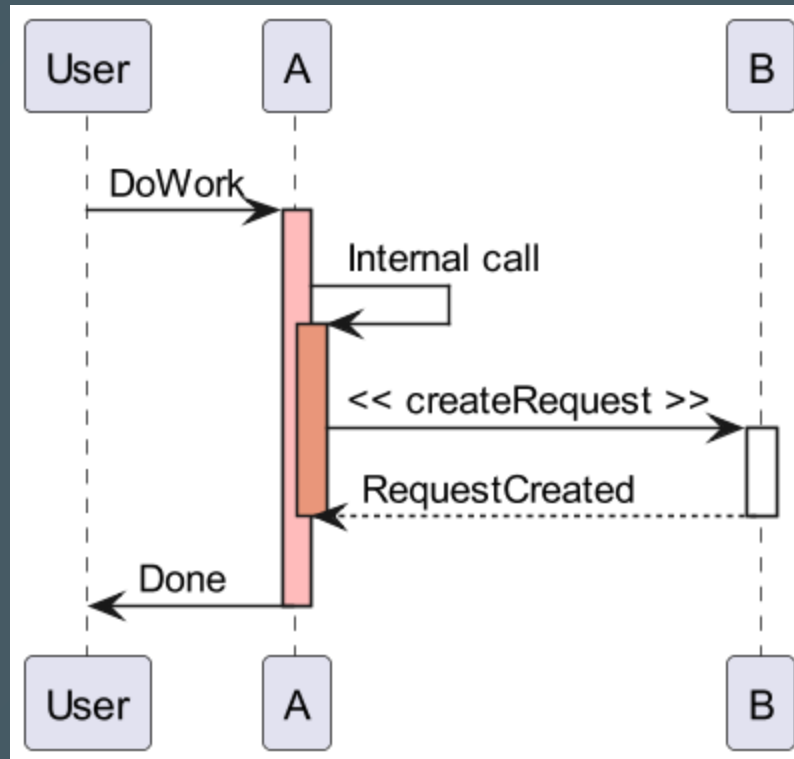 User A B
DoWork
Internal call
<< createRequest >>
RequestCreated
Done
User A B